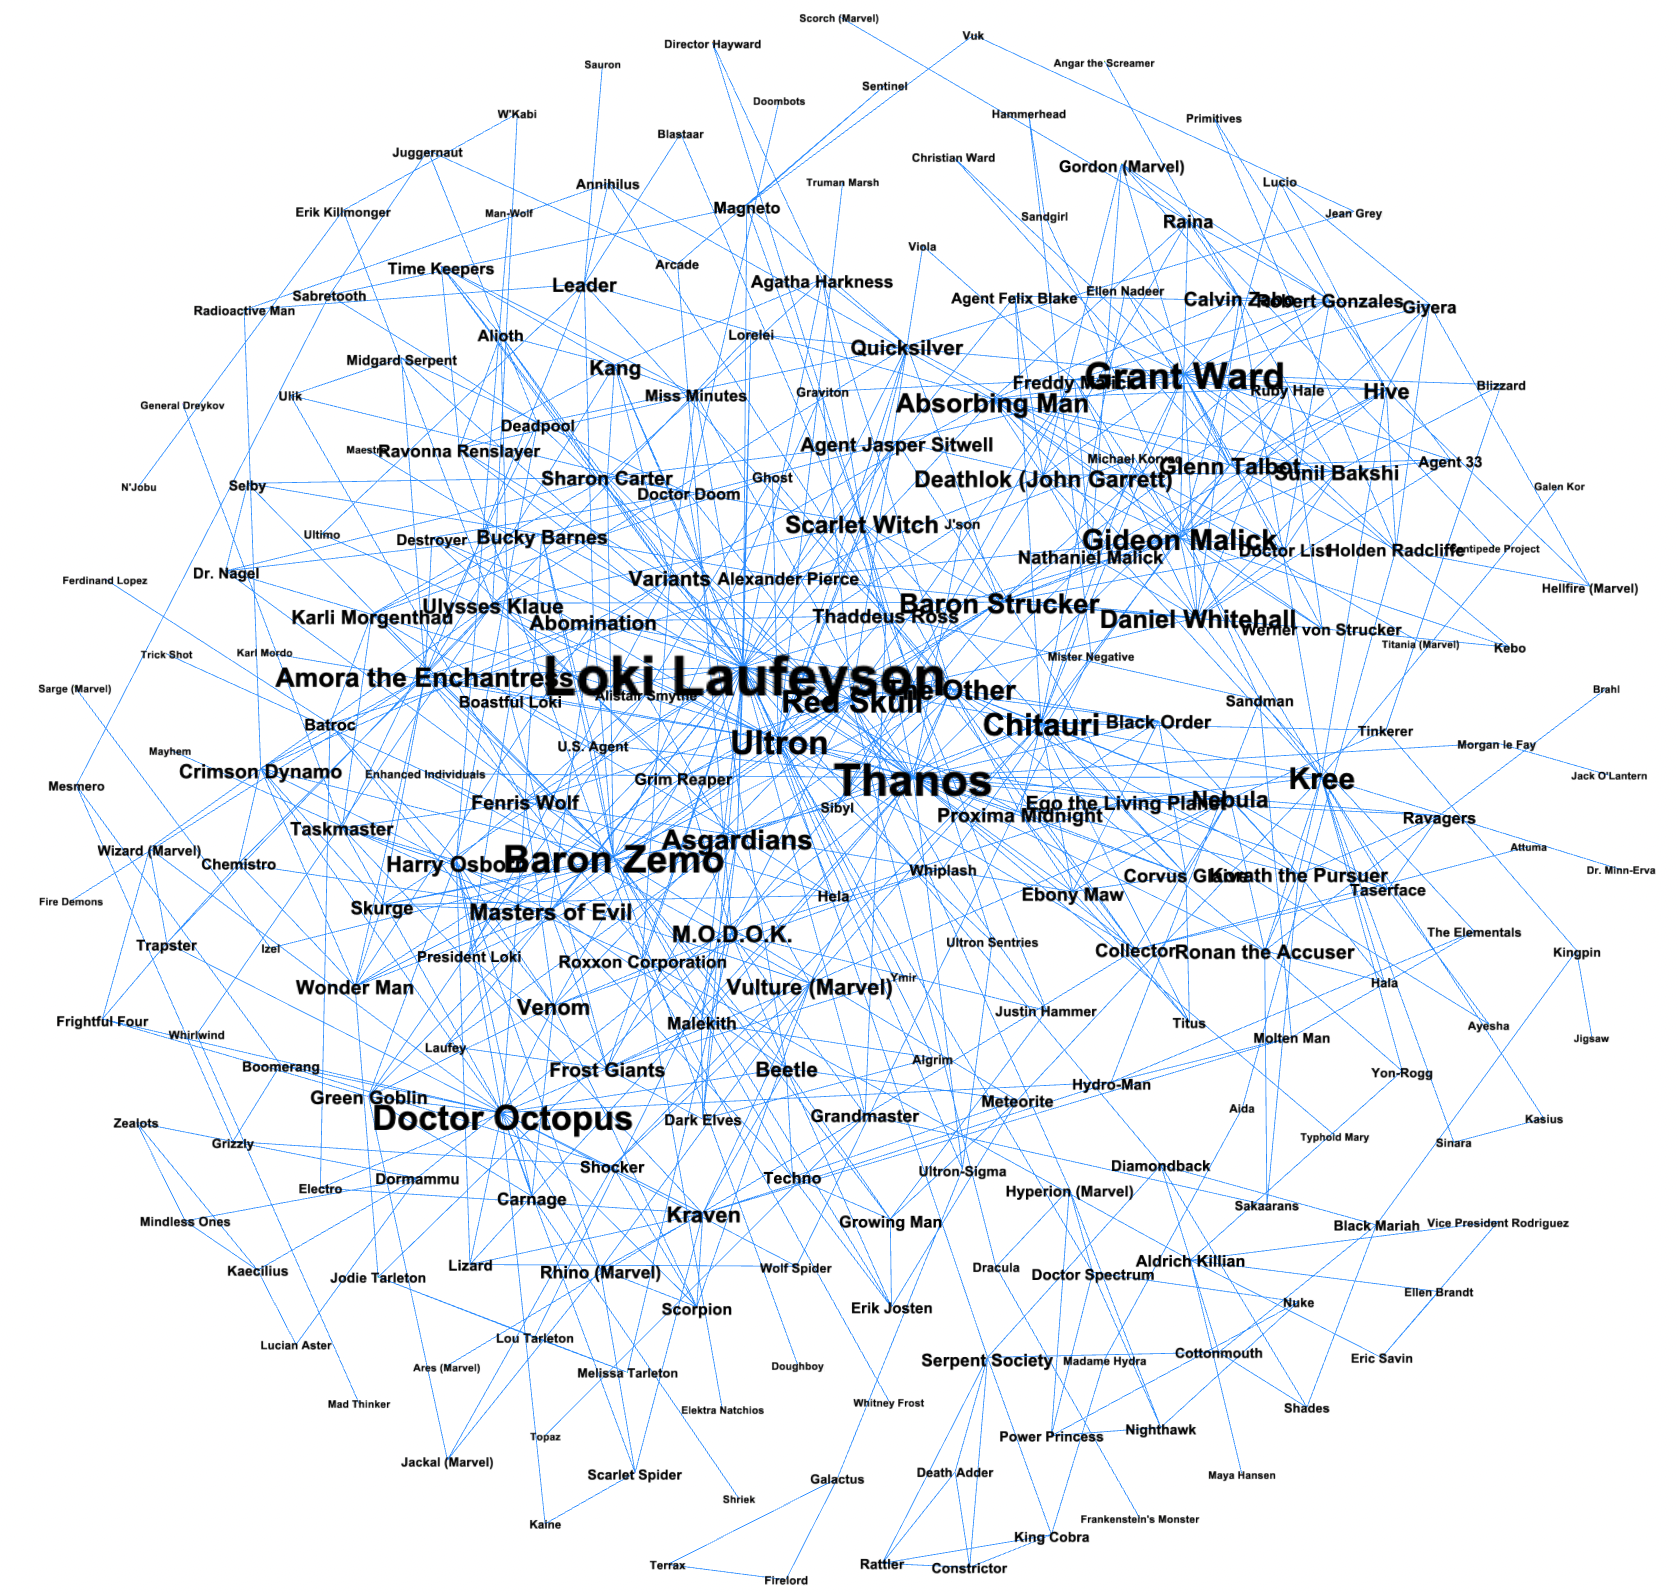 Scorch (Marvel)
Vuk
Director Hayward
Sauron
Angar the Screamer
Sentinel
Doombots
W'Kabi
Hammerhead
Primitives
Blastaar
Juggernaut
Christian Ward
Gordon (Marvel)
Annihilus
Truman Marsh
Lucio
Magneto
Erik Killmonger
Man-Wolf
Sandgirl
Jean Grey
Raina
Viola
Arcade
Time Keepers
Agatha Harkness
Leader
Ellen Nadeer
Sabretooth
Agent Felix Blake
Calvin Zabo
Robert Gonzales
Giyera
Radioactive Man
Alioth
Lorelei
Quicksilver
Midgard Serpent
Kang
Grant Ward
Freddy Malick
Blizzard
Ulik
Miss Minutes
Graviton
Ruby Hale
Hive
General Dreykov
Absorbing Man
Deadpool
Maestro
Ravonna Renslayer
Agent Jasper Sitwell
Michael Korvac
Glenn Talbot
Agent 33
Sunil Bakshi
Sharon Carter
Ghost
Deathlok (John Garrett)
N'Jobu
Selby
Doctor Doom
Galen Kor
Scarlet Witch
J'son
Ultimo
Destroyer
Bucky Barnes
Gideon Malick
Nathaniel Malick
Doctor List
Holden Radcliffe
Centipede Project
Dr. Nagel
Ferdinand Lopez
Variants
Alexander Pierce
Hellfire (Marvel)
Ulysses Klaue
Baron Strucker
Karli Morgenthau
Abomination
Thaddeus Ross
Daniel Whitehall
Werner von Strucker
Titania (Marvel)
Kebo
Trick Shot
Karl Mordo
Mister Negative
Amora the Enchantress
Loki Laufeyson
Sarge (Marvel)
Alistair Smythe
The Other
Brahl
Boastful Loki
Red Skull
Sandman
Batroc
Chitauri
Black Order
Tinkerer
Mayhem
U.S. Agent
Ultron
Morgan le Fay
Crimson Dynamo
Enhanced Individuals
Grim Reaper
Thanos
Kree
Jack O'Lantern
Mesmero
Fenris Wolf
Sibyl
Ego the Living Planet
Nebula
Proxima Midnight
Ravagers
Taskmaster
Asgardians
Wizard (Marvel)
Attuma
Chemistro
Harry Osborn
Baron Zemo
Whiplash
Dr. Minn-Erva
Corvus Glaive
Korath the Pursuer
Taserface
Fire Demons
Skurge
Hela
Ebony Maw
Masters of Evil
M.O.D.O.K.
The Elementals
Trapster
Izel
Ultron Sentries
Collector
Ronan the Accuser
Kingpin
President Loki
Roxxon Corporation
Ymir
Wonder Man
Vulture (Marvel)
Hala
Venom
Justin Hammer
Frightful Four
Malekith
Titus
Ayesha
Whirlwind
Molten Man
Jigsaw
Laufey
Algrim
Boomerang
Frost Giants
Beetle
Yon-Rogg
Hydro-Man
Green Goblin
Meteorite
Aida
Doctor Octopus
Dark Elves
Grandmaster
Zealots
Kasius
Grizzly
Typhoid Mary
Sinara
Shocker
Diamondback
Ultron-Sigma
Dormammu
Techno
Electro
Carnage
Hyperion (Marvel)
Sakaarans
Kraven
Mindless Ones
Growing Man
Black Mariah
Vice President Rodriguez
Aldrich Killian
Kaecilius
Jodie Tarleton
Lizard
Rhino (Marvel)
Wolf Spider
Dracula
Doctor Spectrum
Ellen Brandt
Scorpion
Erik Josten
Nuke
Lucian Aster
Lou Tarleton
Cottonmouth
Ares (Marvel)
Melissa Tarleton
Doughboy
Serpent Society
Madame Hydra
Eric Savin
Mad Thinker
Elektra Natchios
Whitney Frost
Shades
Topaz
Power Princess
Nighthawk
Jackal (Marvel)
Scarlet Spider
Galactus
Death Adder
Maya Hansen
Shriek
Kaine
Frankenstein's Monster
King Cobra
Terrax
Rattler
Constrictor
Firelord